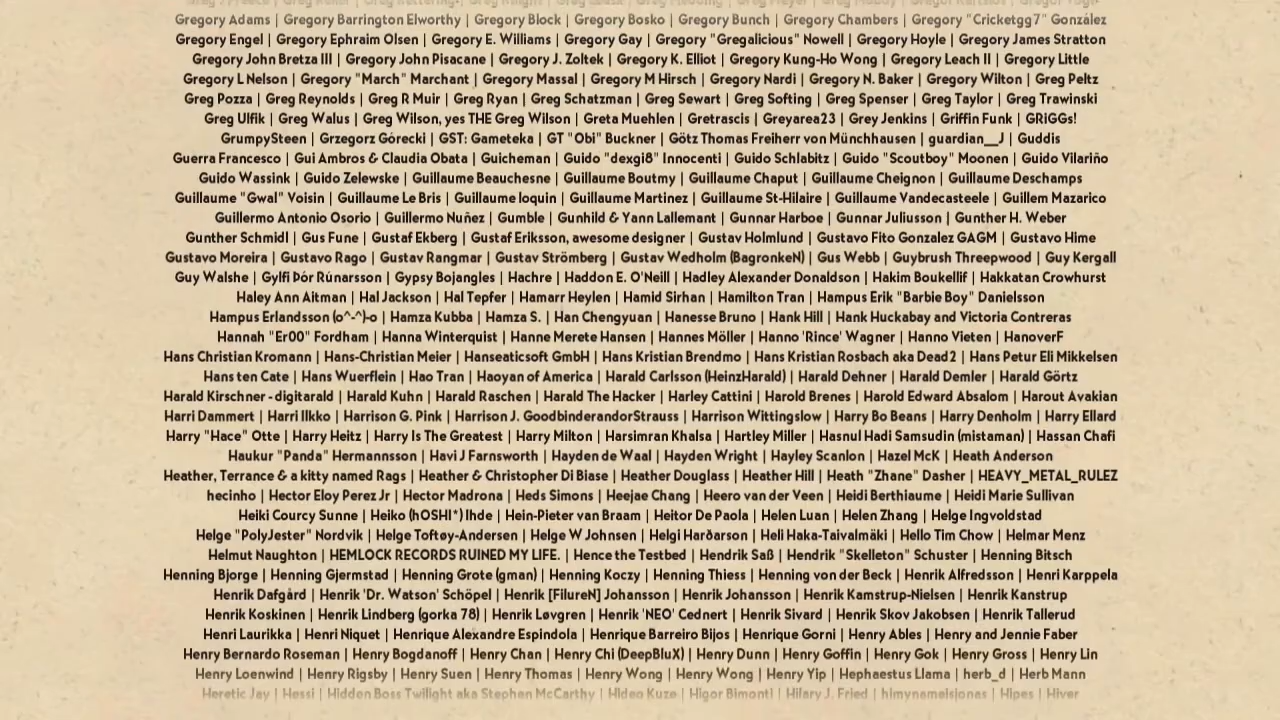 Gregory Adams | Gregory Barrington Elworthy | Gregory Block | Gregory Bosko | Gregory Bunch | Gregory Chambers | Gregory "Cricketgg7" González
Gregory Engel | Gregory Ephraim Olsen | Gregory E. Williams | Gregory Gay | Gregory "Gregalicious" Nowell | Gregory Hoyle | Gregory James Stratton
Gregory John Bretza III | Gregory John Pisacane | Gregory J. Zoltek | Gregory K. Elliot | Gregory Kung-Ho Wong | Gregory Leach II | Gregory Little
Gregory L Nelson | Gregory "March" Marchant | Gregory Massal | Gregory M Hirsch | Gregory Nardi | Gregory N. Baker | Gregory Wilton | Greg Peltz
Greg Pozza | Greg Reynolds | Greg R Muir | Greg Ryan | Greg Schatzman | Greg Sewart | Greg Softing | Greg Spenser | Greg Taylor | Greg Trawinski
Greg Ulfik | Greg Walus | Greg Wilson, yes THE Greg Wilson | Greta Muehlen | Gretrascis | Greyarea23 | Grey Jenkins | Griffin Funk | GRiGGs!
GrumpySteen | Grzegorz Górecki | GST: Gameteka | GT "Obi" Buckner | Götz Thomas Freiherr von Münchhausen | guardian__J | Guddis
Guerra Francesco | Gui Ambros & Claudia Obata | Guicheman | Guido "dexgi8" Innocenti | Guido Schlabitz | Guido "Scoutboy" Moonen | Guido Vilariño
Guido Wassink | Guido Zelewske | Guillaume Beauchesne | Guillaume Boutmy | Guillaume Chaput | Guillaume Cheignon | Guillaume Deschamps
Guillaume "Gwal" Voisin | Guillaume Le Bris | Guillaume loquin | Guillaume Martinez | Guillaume St-Hilaire | Guillaume Vandecasteele | Guillem Mazarico
Guillermo Antonio Osorio | Guillermo Nuñez | Gumble | Gunhild & Yann Lallemant | Gunnar Harboe | Gunnar Juliusson | Gunther H. Weber
Gunther Schmidl | Gus Fune | Gustaf Ekberg | Gustaf Eriksson, awesome designer | Gustav Holmlund | Gustavo Fito Gonzalez GAGM | Gustavo Hime
Gustavo Moreira | Gustavo Rago | Gustav Rangmar | Gustav Strömberg | Gustav Wedholm (BagronkeN) | Gus Webb | Guybrush Threepwood | Guy Kergall
Guy Walshe | Gylfi Þór Rúnarsson | Gypsy Bojangles | Hachre | Haddon E. O'Neill | Hadley Alexander Donaldson | Hakim Boukellif | Hakkatan Crowhurst
Haley Ann Aitman | Hal Jackson | Hal Tepfer | Hamarr Heylen | Hamid Sirhan | Hamilton Tran | Hampus Erik "Barbie Boy" Danielsson
Hampus Erlandsson (o^-^)-o | Hamza Kubba | Hamza S. | Han Chengyuan | Hanesse Bruno | Hank Hill | Hank Huckabay and Victoria Contreras
Hannah "Er00" Fordham | Hanna Winterquist | Hanne Merete Hansen | Hannes Möller | Hanno 'Rince' Wagner | Hanno Vieten | HanoverF
Hans Christian Kromann | Hans-Christian Meier | Hanseaticsoft GmbH | Hans Kristian Brendmo | Hans Kristian Rosbach aka Dead2 | Hans Petur Eli Mikkelsen
Hans ten Cate | Hans Wuerflein | Hao Tran | Haoyan of America | Harald Carlsson (HeinzHarald) | Harald Dehner | Harald Demler | Harald Görtz
Harald Kirschner - digitarald | Harald Kuhn | Harald Raschen | Harald The Hacker | Harley Cattini | Harold Brenes | Harold Edward Absalom | Harout Avakian
Harri Dammert | Harri Ilkko | Harrison G. Pink | Harrison J. GoodbinderandorStrauss | Harrison Wittingslow | Harry Bo Beans | Harry Denholm | Harry Ellard
Harry "Hace" Otte | Harry Heitz | Harry Is The Greatest | Harry Milton | Harsimran Khalsa | Hartley Miller | Hasnul Hadi Samsudin (mistaman) | Hassan Chafi
Haukur "Panda" Hermannsson | Havi J Farnsworth | Hayden de Waal | Hayden Wright | Hayley Scanlon | Hazel McK | Heath Anderson
Heather, Terrance & a kitty named Rags | Heather & Christopher Di Biase | Heather Douglass | Heather Hill | Heath "Zhane" Dasher | HEAVY_METAL_RULEZ
hecinho | Hector Eloy Perez Jr | Hector Madrona | Heds Simons | Heejae Chang | Heero van der Veen | Heidi Berthiaume | Heidi Marie Sullivan
Heiki Courcy Sunne | Heiko (hOSHI*) Ihde | Hein-Pieter van Braam | Heitor De Paola | Helen Luan | Helen Zhang | Helge Ingvoldstad
Helge "PolyJester" Nordvik | Helge Toftøy-Andersen | Helge W Johnsen | Helgi Harðarson | Heli Haka-Taivalmäki | Hello Tim Chow | Helmar Menz
Helmut Naughton | HEMLOCK RECORDS RUINED MY LIFE. | Hence the Testbed | Hendrik Saß | Hendrik "Skelleton" Schuster | Henning Bitsch
Henning Bjorge | Henning Gjermstad | Henning Grote (gman) | Henning Koczy | Henning Thiess | Henning von der Beck | Henrik Alfredsson | Henri Karppela
Henrik Dafgård | Henrik 'Dr. Watson' Schöpel | Henrik [FilureN] Johansson | Henrik Johansson | Henrik Kamstrup-Nielsen | Henrik Kanstrup
Henrik Koskinen | Henrik Lindberg (gorka 78) | Henrik Løvgren | Henrik 'NEO' Cednert | Henrik Sivard | Henrik Skov Jakobsen | Henrik Tallerud
Henri Laurikka | Henri Niquet | Henrique Alexandre Espindola | Henrique Barreiro Bijos | Henrique Gorni | Henry Ables | Henry and Jennie Faber
Henry Bernardo Roseman | Henry Bogdanoff | Henry Chan | Henry Chi (DeepBluX) | Henry Dunn | Henry Goffin | Henry Gok | Henry Gross | Henry Lin
Henry Loenwind | Henry Rigsby | Henry Suen | Henry Thomas | Henry Wong | Henry Wong | Henry Yip | Hephaestus Llama | herb_d | Herb Mann
Heretic Jay | Hessi | Hidden Boss Twilight aka Stephen McCarthy | Hideo Kuze | Higor Bimonti | Hilary J. Fried | himynameisjonas | Hipes | Hiver